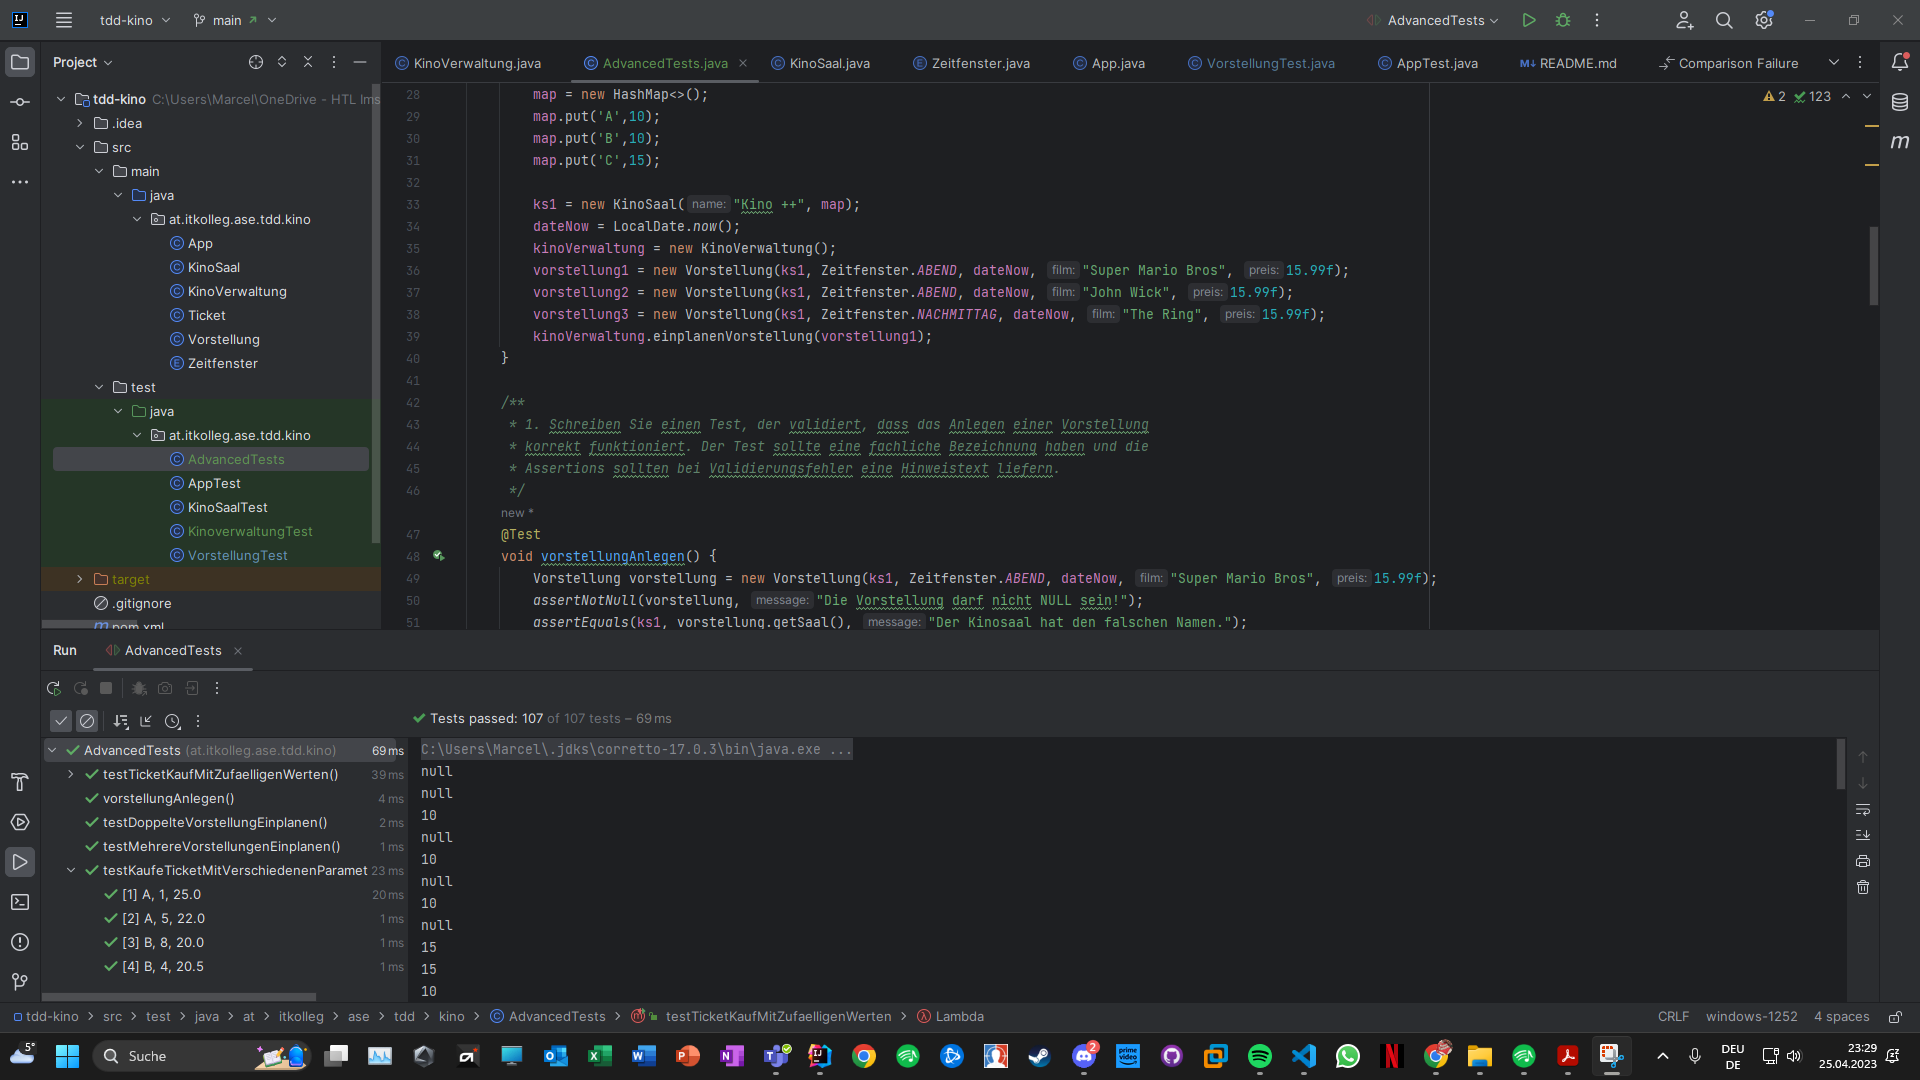 tdd-kino
main
AdvancedTests
Project
KinoVerwaltung.java
AdvancedTests.java
KinoSaal.java
Zeitfenster.java
App.java
VorstellungTest.java
AppTest.java
README.md
Comparison Failure
tdd-kino C:\Users\Marcel\OneDrive - HTL Ims
.idea
src
main
java
at.itkolleg.ase.tdd.kino
App
KinoSaal
KinoVerwaltung
Ticket
Vorstellung
Zeitfenster
test
java
at.itkolleg.ase.tdd.kino
AdvancedTests
AppTest
KinoSaalTest
KinoverwaltungTest
VorstellungTest
target
.gitignore
pom.xml
2 123
28 map = new HashMap<>();
29 map.put('A',10);
30 map.put('B',10);
31 map.put('C',15);
32
33 ks1 = new KinoSaal( name: "Kino ++", map);
34 dateNow = LocalDate.now();
35 kinoVerwaltung = new KinoVerwaltung();
36 vorstellung1 = new Vorstellung(ks1, Zeitfenster.ABEND, dateNow, film: "Super Mario Bros", preis: 15.99f);
37 vorstellung2 = new Vorstellung(ks1, Zeitfenster.ABEND, dateNow, film: "John Wick", preis: 15.99f);
38 vorstellung3 = new Vorstellung(ks1, Zeitfenster.NACHMITTAG, dateNow, film: "The Ring", preis: 15.99f);
39 kinoVerwaltung.einplanenVorstellung(vorstellung1);
40 }
41
42 /**
43 * 1. Schreiben Sie einen Test, der validiert, dass das Anlegen einer Vorstellung
44 * korrekt funktioniert. Der Test sollte eine fachliche Bezeichnung haben und die
45 * Assertions sollten bei Validierungsfehler eine Hinweistext liefern.
46 */
new *
47 @Test
48 void vorstellungAnlegen() {
49 Vorstellung vorstellung = new Vorstellung(ks1, Zeitfenster.ABEND, dateNow, film: "Super Mario Bros", preis: 15.99f);
50 assertNotNull(vorstellung, message: "Die Vorstellung darf nicht NULL sein!");
51 assertEquals(ks1, vorstellung.getSaal(), message: "Der Kinosaal hat den falschen Namen.");
Run
AdvancedTests
Tests passed: 107 of 107 tests – 69 ms
AdvancedTests (at.itkolleg.ase.tdd.kino) 69 ms
testTicketKaufMitZufaelligenWerten() 39 ms
vorstellungAnlegen() 4 ms
testDoppelteVorstellungEinplanen() 2 ms
testMehrereVorstellungenEinplanen() 1 ms
testKaufeTicketMitVerschiedenenParamet 23 ms
[1] A, 1, 25.0 20 ms
[2] A, 5, 22.0 1 ms
[3] B, 8, 20.0 1 ms
[4] B, 4, 20.5 1 ms
C:\Users\Marcel\.jdks\corretto-17.0.3\bin\java.exe ...
null
null
10
null
10
null
10
null
15
15
10
tdd-kino > src > test > java > at > itkolleg > ase > tdd > kino > AdvancedTests > testTicketKaufMitZufaelligenWerten > Lambda
CRLF windows-1252 4 spaces
5°
Suche
2
prime video
DEU
DE
23:29
25.04.2023